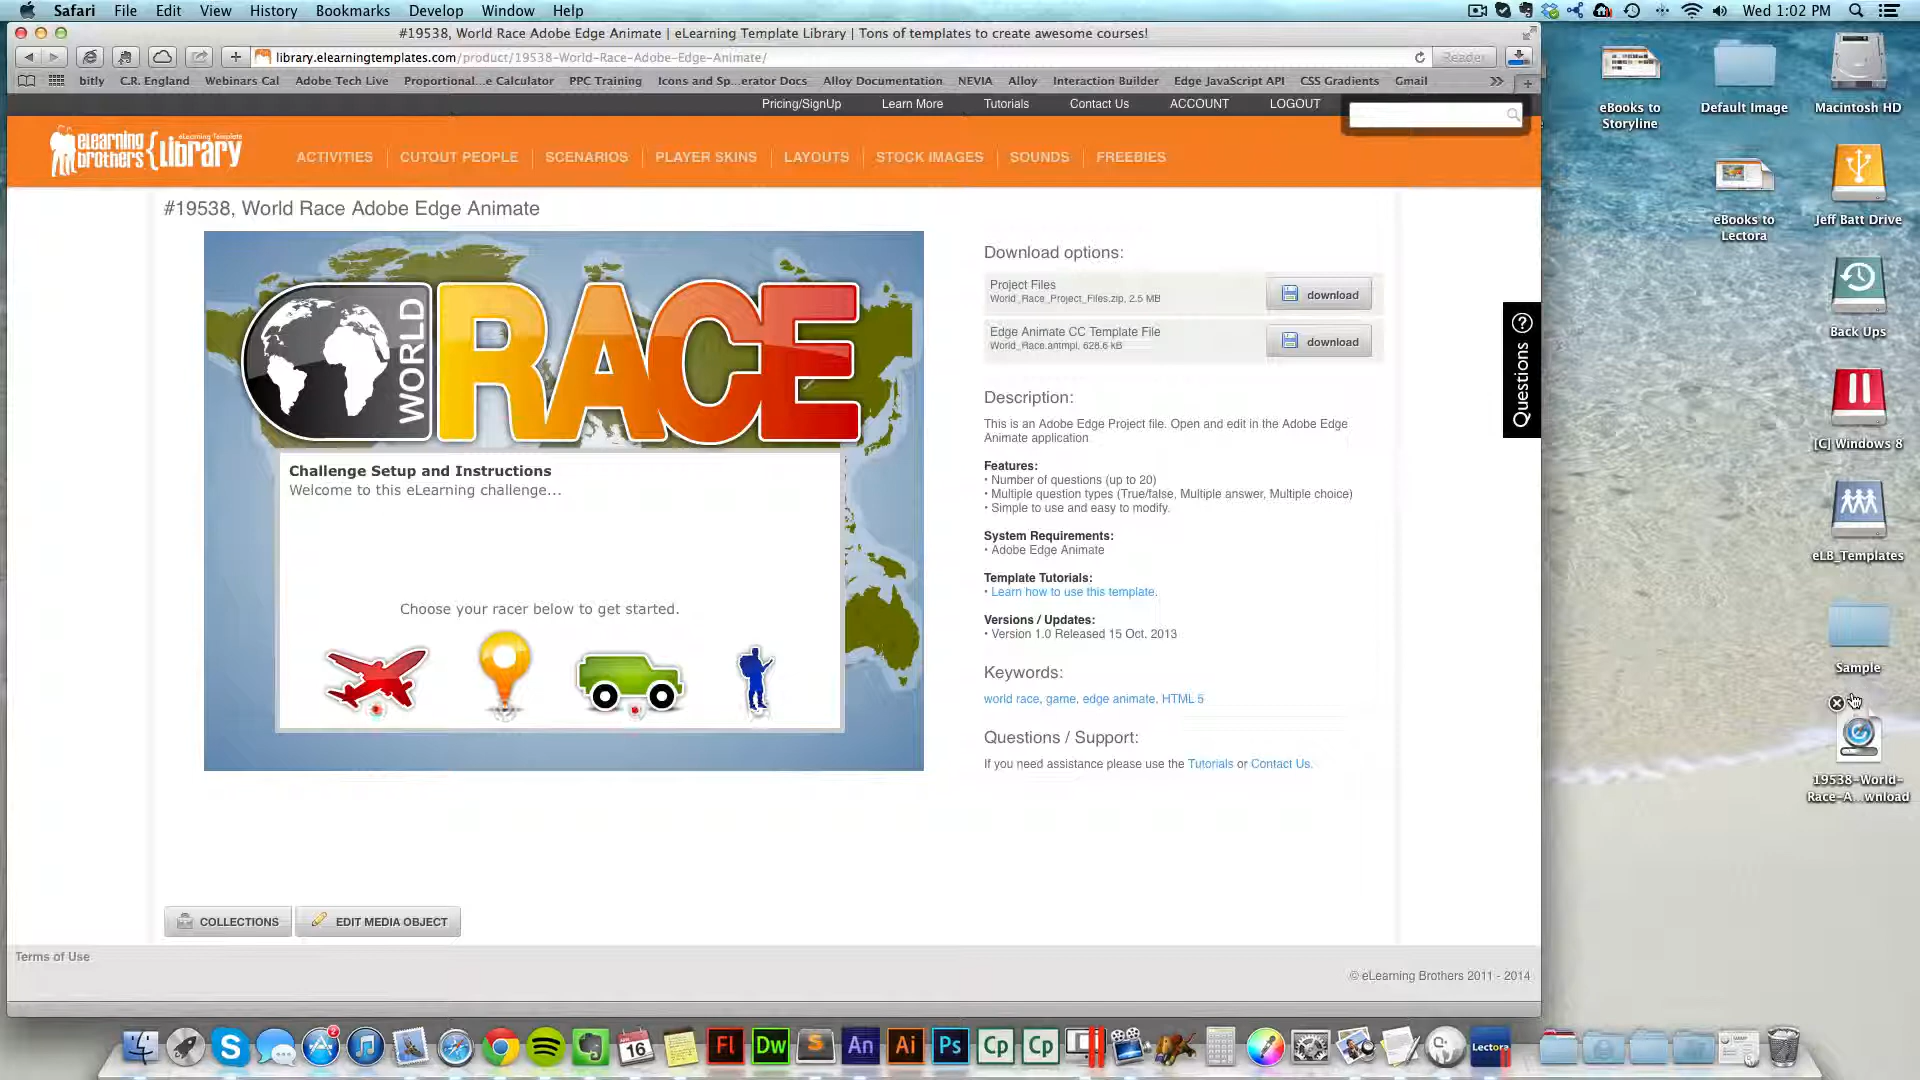 Safari File Edit View History Bookmarks Develop Window Help
Wed 1:02 PM
#19538, World Race Adobe Edge Animate | eLearning Template Library | Tons of templates to create awesome courses!
library.elearningtemplates.com/product/19538-World-Race-Adobe-Edge-Animate/
Reader
bitly C.R. England Webinars Cal Adobe Tech Live Proportional...e Calculator PPC Training Icons and Sp...erator Docs Alloy Documentation NEVIA Alloy Interaction Builder Edge JavaScript API CSS Gradients Gmail
Pricing/SignUp Learn More Tutorials Contact Us ACCOUNT LOGOUT
elearning brothers
eLearning Template
Library
ACTIVITIES CUTOUT PEOPLE SCENARIOS PLAYER SKINS LAYOUTS STOCK IMAGES SOUNDS FREEBIES
#19538, World Race Adobe Edge Animate
WORLD
RACE
Challenge Setup and Instructions
Welcome to this eLearning challenge...
Choose your racer below to get started.
Download options:
Project Files
World_Race_Project_Files.zip, 2.5 MB
download
Edge Animate CC Template File
World_Race.antmpl, 628.6 kB
download
Description:
This is an Adobe Edge Project file. Open and edit in the Adobe Edge
Animate application
Features:
• Number of questions (up to 20)
• Multiple question types (True/false, Multiple answer, Multiple choice)
• Simple to use and easy to modify.
System Requirements:
• Adobe Edge Animate
Template Tutorials:
• Learn how to use this template.
Versions / Updates:
• Version 1.0 Released 15 Oct. 2013
Keywords:
world race, game, edge animate, HTML 5
Questions / Support:
If you need assistance please use the Tutorials or Contact Us.
Questions ?
COLLECTIONS
EDIT MEDIA OBJECT
Terms of Use
© eLearning Brothers 2011 - 2014
eBooks to
Storyline
Default Image
Macintosh HD
eBooks to
Lectora
Jeff Batt Drive
Back Ups
[C] Windows 8
eLB_Templates
Sample
19538-World-
Race-A...wnload
2
16
Fl
Dw
S
An
Ai
Ps
Cp
Cp
Lectora